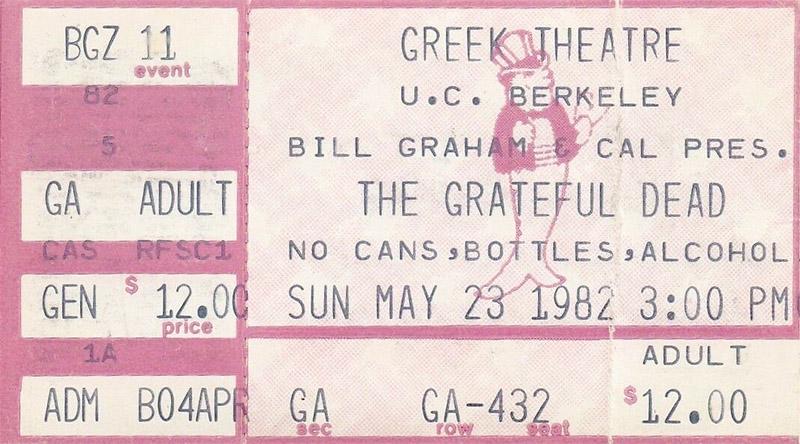 BGZ 11
event
82
5
GA ADULT
CAS RFSC1
GEN $ 12.00
price
1A
ADM B04APR
GREEK THEATRE
U.C. BERKELEY
BILL GRAHAM & CAL PRES.
THE GRATEFUL DEAD
NO CANS,BOTTLES,ALCOHOL
SUN MAY 23 1982 3:00 PM
ADULT
GA GA-432 $12.00
sec row seat